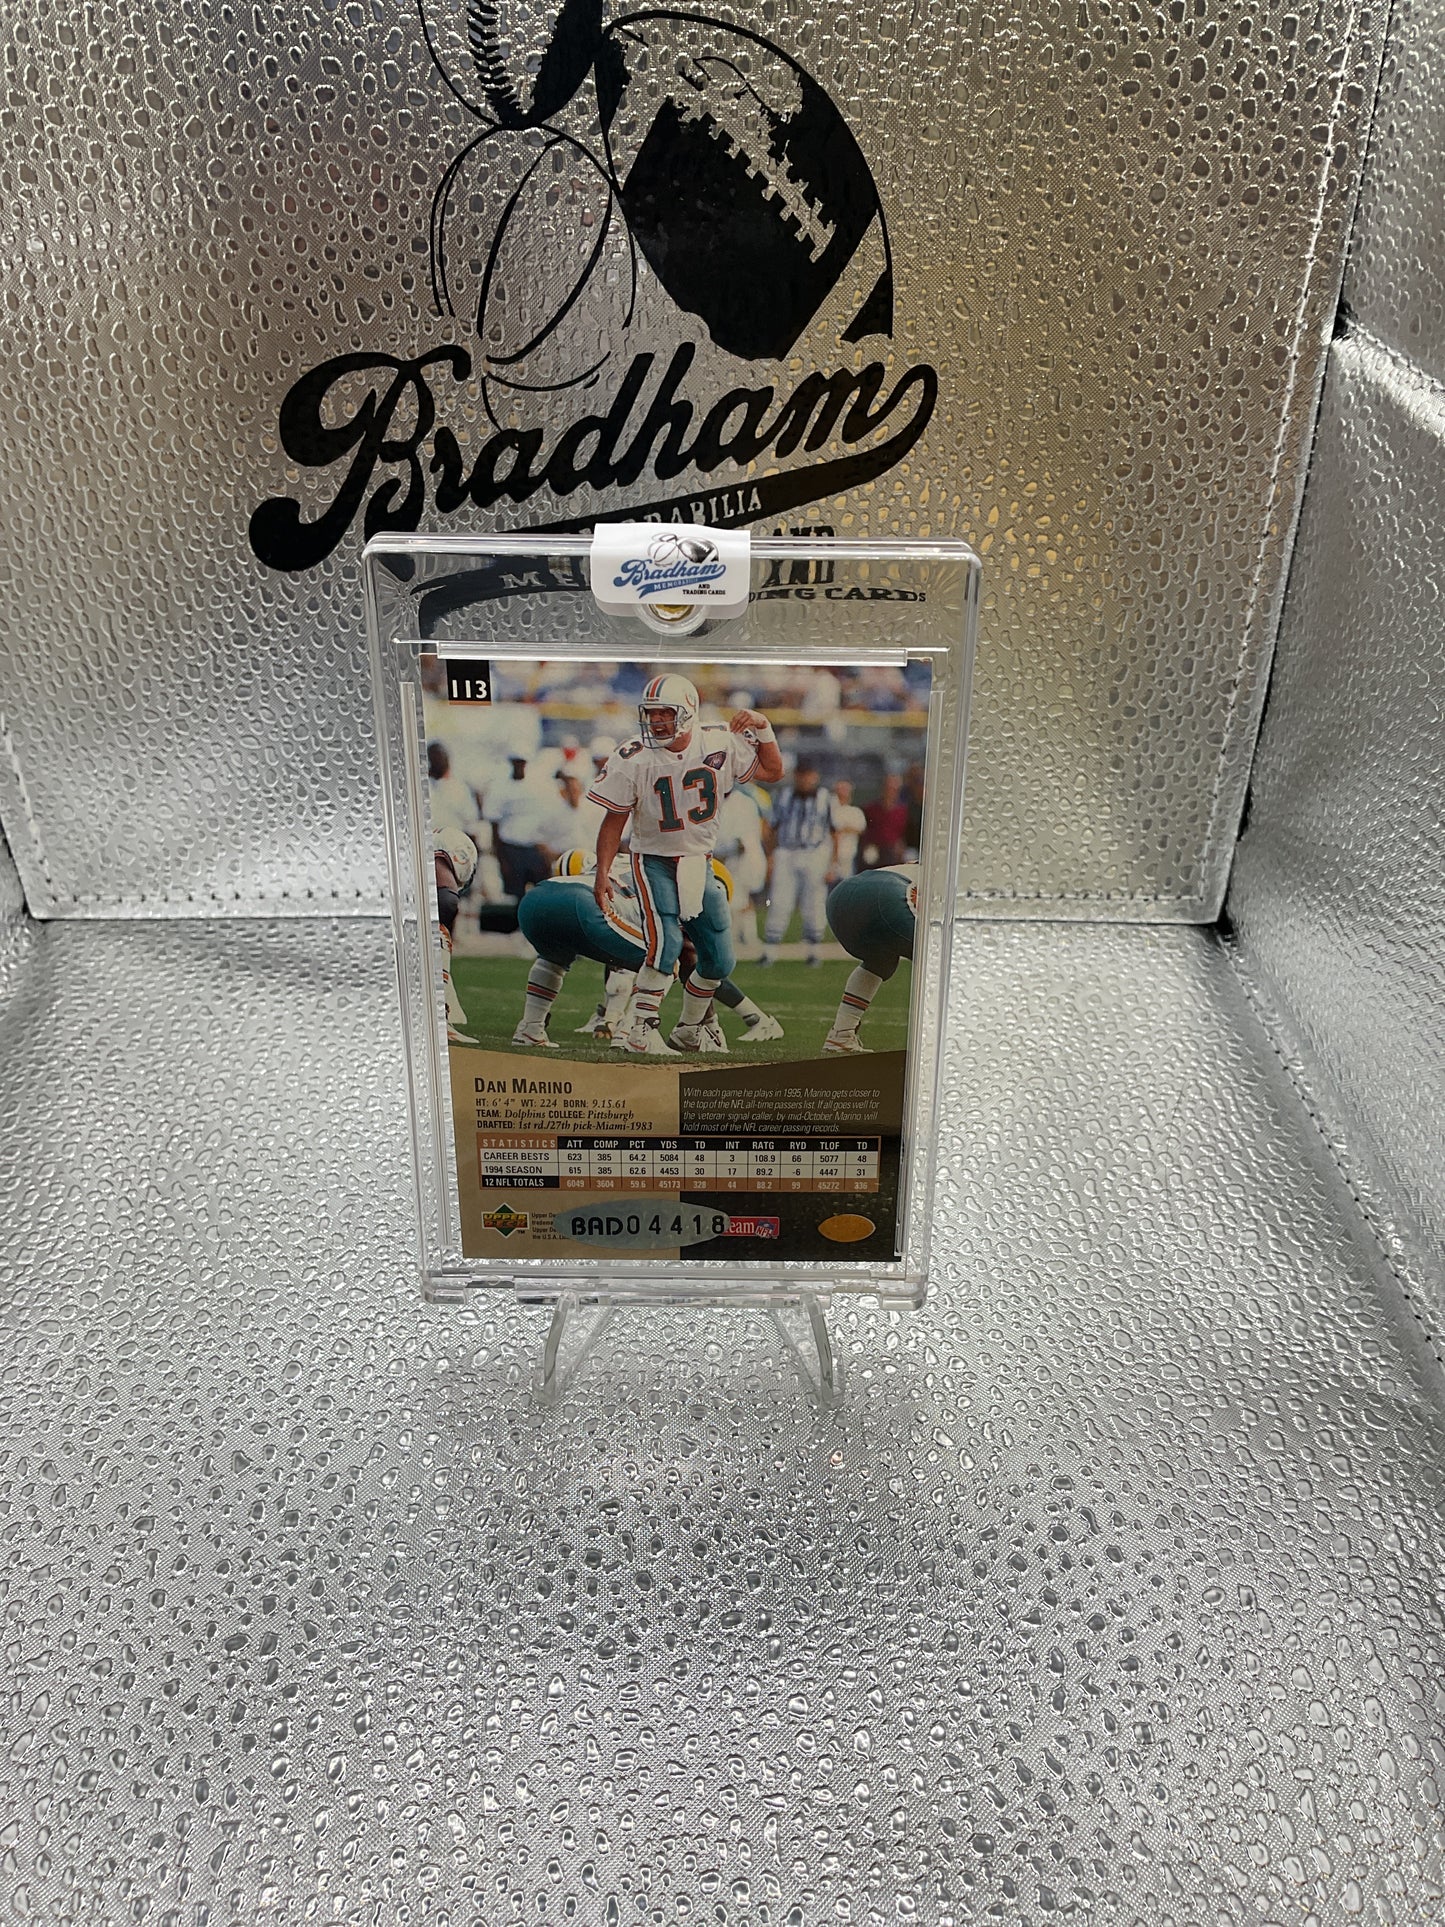 Bradham
MEMORABILIA
AND
TRADING CARDS
Bradham
MEMORABILIA
AND
TRADING CARDS
113
13
13
DAN MARINO
HT: 6' 4" WT: 224 BORN: 9.15.61
TEAM: Dolphins COLLEGE: Pittsburgh
DRAFTED: 1st rd./27th pick-Miami-1983
With each game he plays in 1995, Marino gets closer to
the top of the NFL all-time passers list. If all goes well for
the veteran signal caller, by mid-October Marino will
hold most of the NFL career passing records.
STATISTICS ATT COMP PCT YDS TD INT RATG RYD TLOF TD
CAREER BESTS 623 385 64.2 5084 48 3 108.9 66 5077 48
1994 SEASON 615 385 62.6 4453 30 17 89.2 -6 4447 31
12 NFL TOTALS 6049 3604 59.6 45173 328 44 88.2 99 45272 336
UPPER DECK
BAD04418
eam NFL